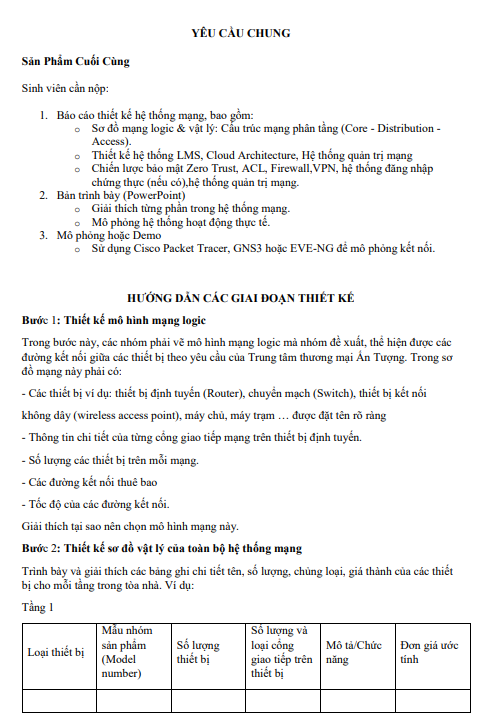 YÊU CẦU CHUNG
Sản Phẩm Cuối Cùng
Sinh viên cần nộp:
1. Báo cáo thiết kế hệ thống mạng, bao gồm:
o Sơ đồ mạng logic & vật lý: Cấu trúc mạng phân tầng (Core - Distribution -
Access).
o Thiết kế hệ thống LMS, Cloud Architecture, Hệ thống quản trị mạng
o Chiến lược bảo mật Zero Trust, ACL, Firewall,VPN, hệ thống đăng nhập
chứng thực (nếu có),hệ thống quản trị mạng.
2. Bản trình bày (PowerPoint)
o Giải thích từng phần trong hệ thống mạng.
o Mô phỏng hệ thống hoạt động thực tế.
3. Mô phỏng hoặc Demo
o Sử dụng Cisco Packet Tracer, GNS3 hoặc EVE-NG để mô phỏng kết nối.
HƯỚNG DẪN CÁC GIAI ĐOẠN THIẾT KẾ
Bước 1: Thiết kế mô hình mạng logic
Trong bước này, các nhóm phải vẽ mô hình mạng logic mà nhóm đề xuất, thể hiện được các
đường kết nối giữa các thiết bị theo yêu cầu của Trung tâm thương mại Ấn Tượng. Trong sơ
đồ mạng này phải có:
- Các thiết bị ví dụ: thiết bị định tuyến (Router), chuyển mạch (Switch), thiết bị kết nối
không dây (wireless access point), máy chủ, máy trạm … được đặt tên rõ ràng
- Thông tin chi tiết của từng cổng giao tiếp mạng trên thiết bị định tuyến.
- Số lượng các thiết bị trên mỗi mạng.
- Các đường kết nối thuê bao
- Tốc độ của các đường kết nối.
Giải thích tại sao nên chọn mô hình mạng này.
Bước 2: Thiết kế sơ đồ vật lý của toàn bộ hệ thống mạng
Trình bày và giải thích các bảng ghi chi tiết tên, số lượng, chủng loại, giá thành của các thiết
bị cho mỗi tầng trong tòa nhà. Ví dụ:
Tầng 1
Loại thiết bị
Mẫu nhóm
sản phẩm
(Model
number)
Số lượng
thiết bị
Số lượng và
loại cổng
giao tiếp trên
thiết bị
Mô tả/Chức
năng
Đơn giá ước
tính